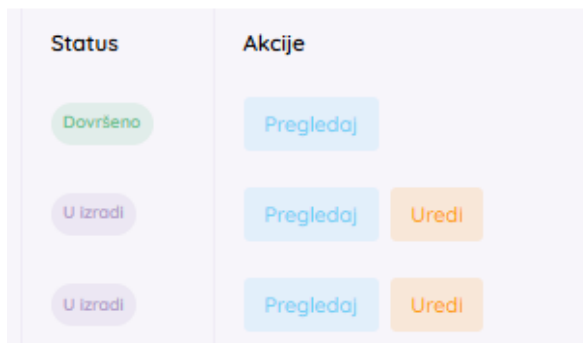 Status Akcije
Dovršeno Pregledaj
U izradi Pregledaj Uredi
U izradi Pregledaj Uredi